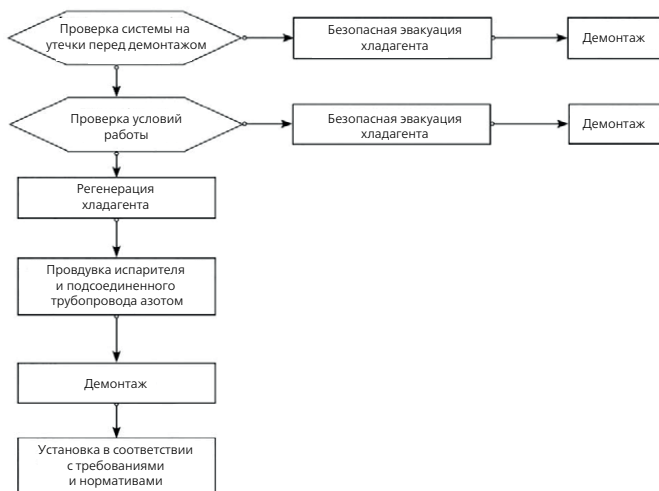 Проверка системы на
утечки перед демонтажом
Безопасная эвакуация
хладагента
Демонтаж
Проверка условий
работы
Безопасная эвакуация
хладагента
Демонтаж
Регенерация
хладагента
Провдувка испарителя
и подсоединенного
трубопровода азотом
Демонтаж
Установка в соответствии
с требованиями
и нормативами